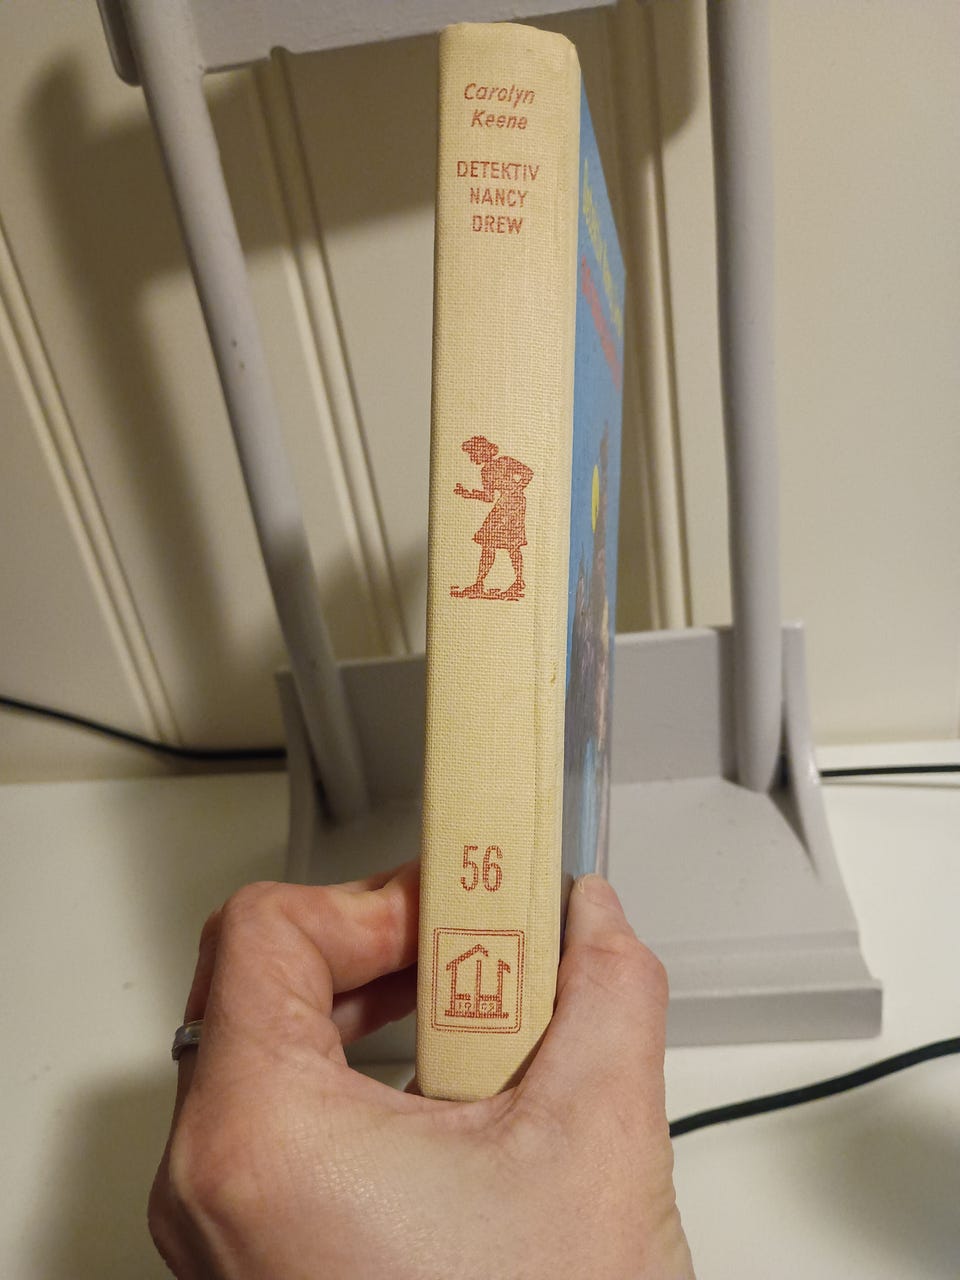 Carolyn
Keene
DETEKTIV
NANCY
DREW
56